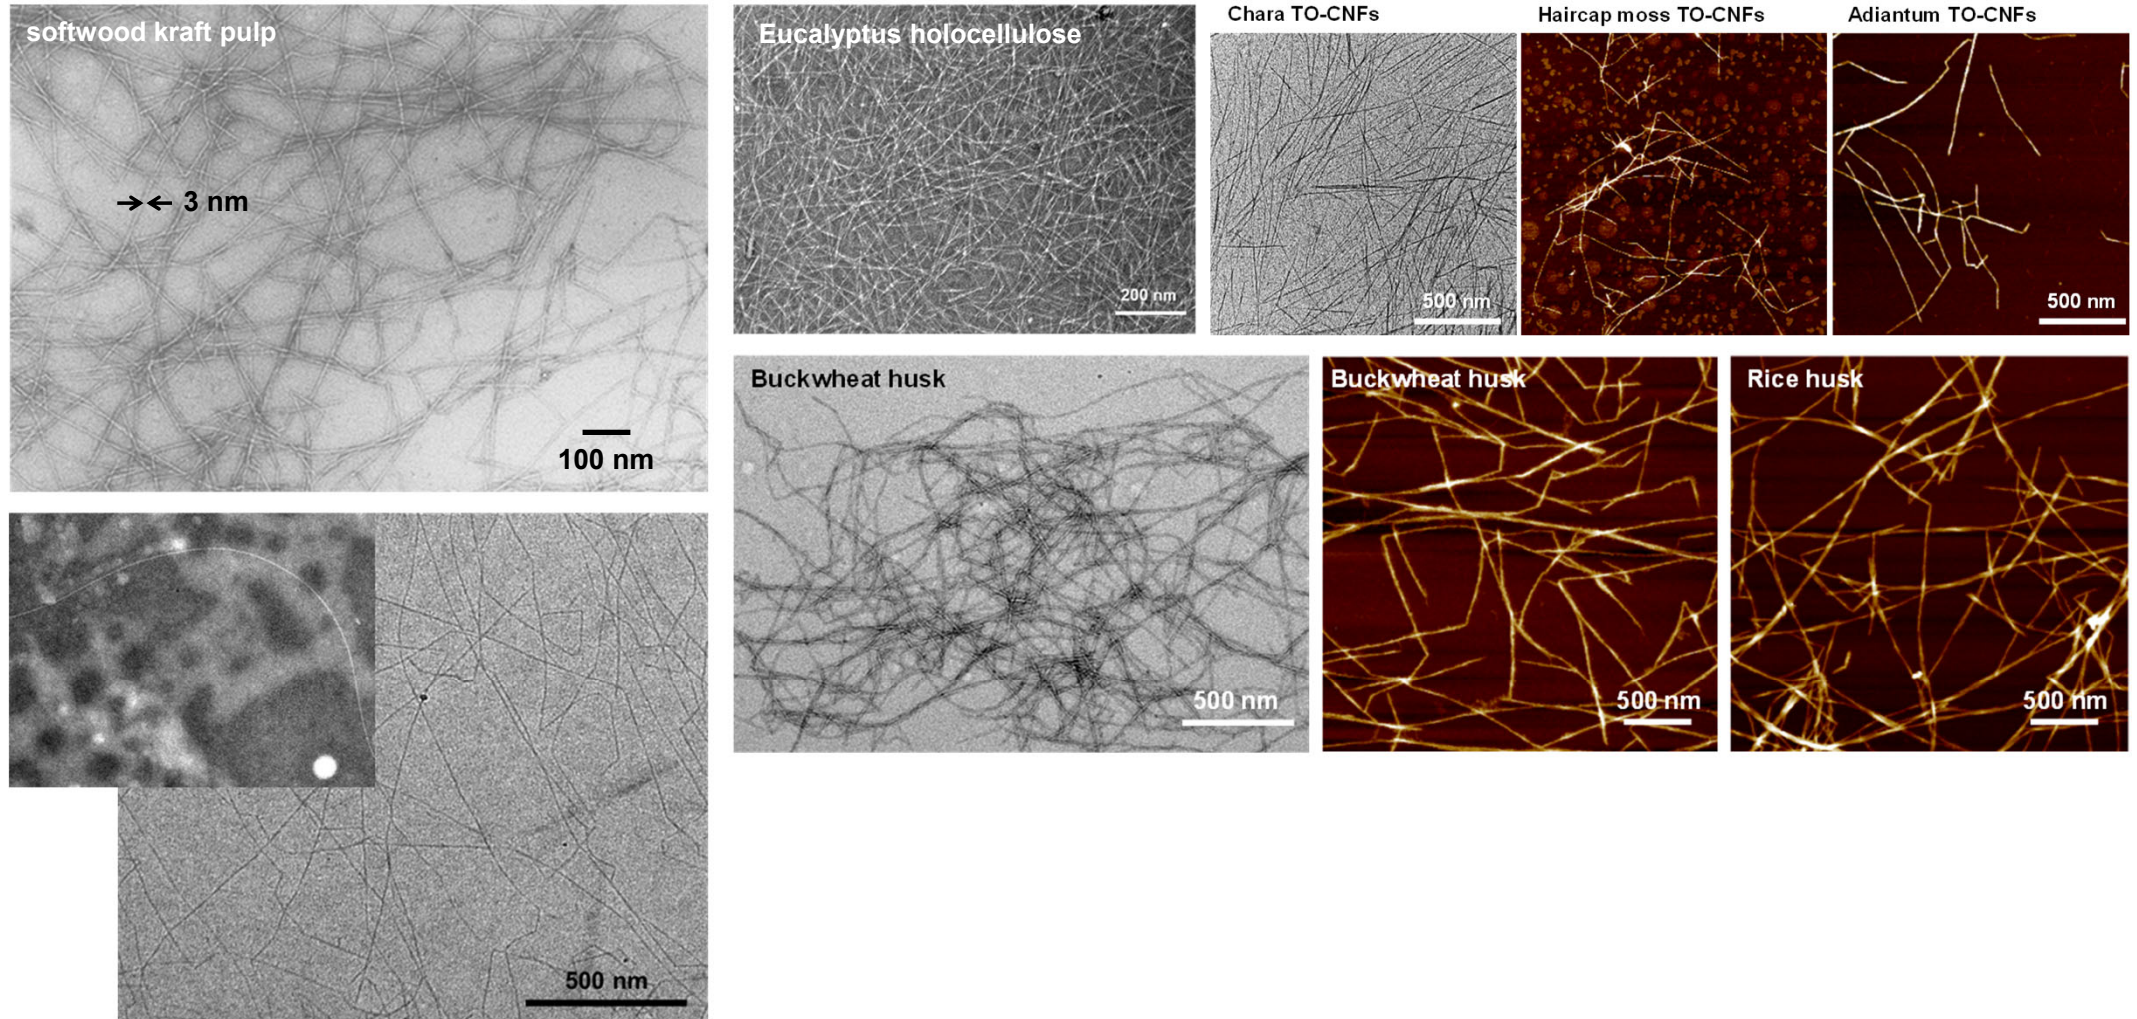 softwood kraft pulp
3 nm
100 nm
500 nm
Eucalyptus holocellulose
200 nm
Chara TO-CNFs
500 nm
Haircap moss TO-CNFs
Adiantum TO-CNFs
500 nm
Buckwheat husk
500 nm
Buckwheat husk
500 nm
Rice husk
500 nm